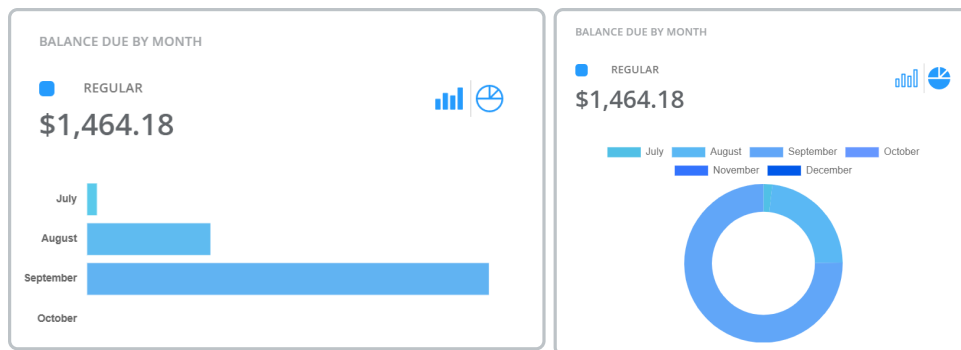 BALANCE DUE BY MONTH
REGULAR
$1,464.18
July
August
September
October
BALANCE DUE BY MONTH
REGULAR
$1,464.18
July August September October
November December